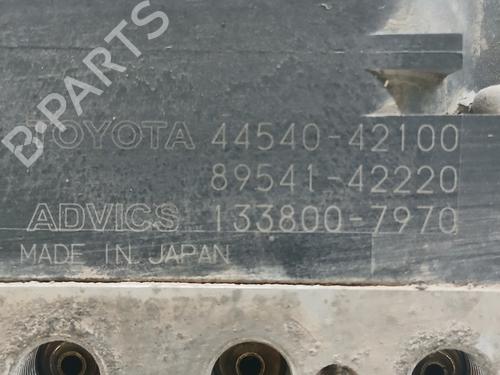 B-PARTS
TOYOTA 44540-42100
89541-42220
ADVICS 133800-7970
MADE IN JAPAN